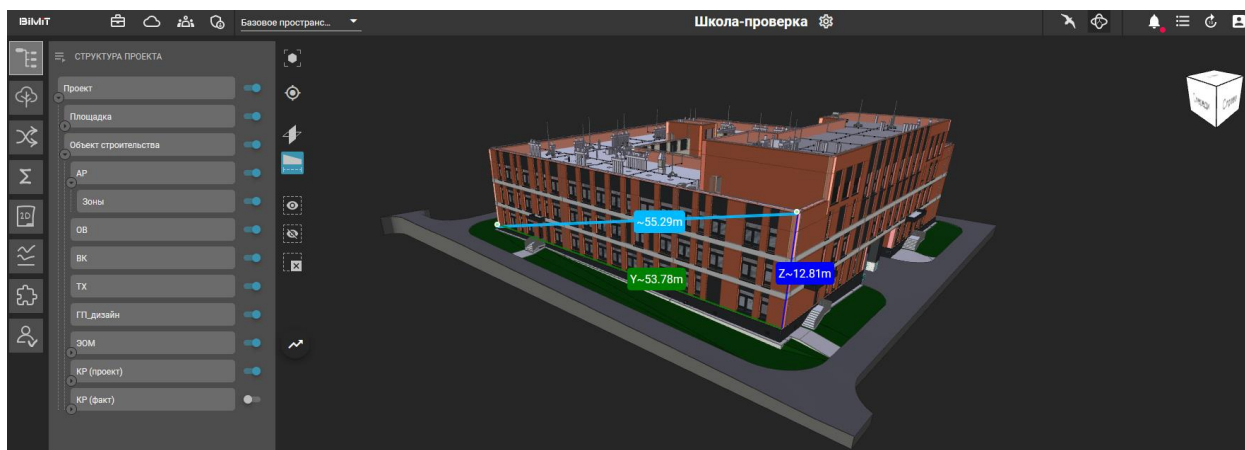 BIMIT
Базовое пространс...
Школа-проверка
СТРУКТУРА ПРОЕКТА
Проект
Площадка
Объект строительства
АР
Зоны
ОВ
ВК
ТХ
ГП_дизайн
ЭОМ
КР (проект)
КР (факт)
1D
~55.29m
Y~53.78m
Z~12.81m